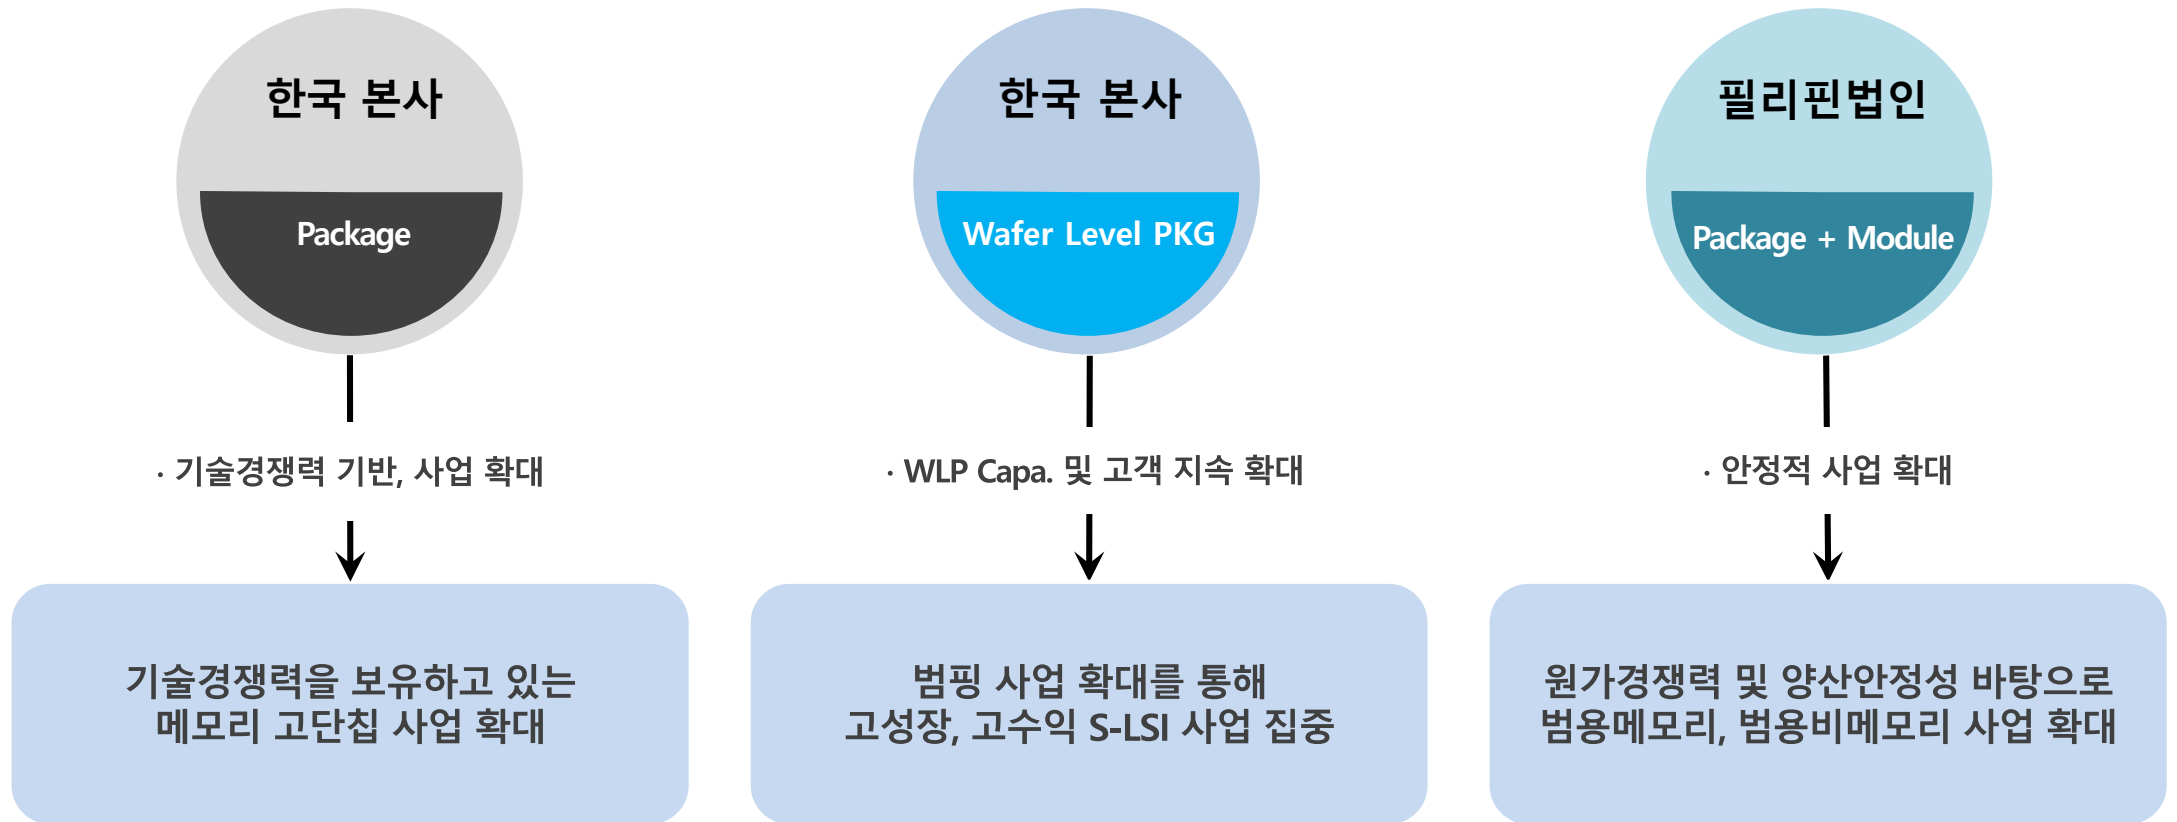 한국 본사
Package
· 기술경쟁력 기반, 사업 확대
기술경쟁력을 보유하고 있는
메모리 고단칩 사업 확대
한국 본사
Wafer Level PKG
· WLP Capa. 및 고객 지속 확대
범핑 사업 확대를 통해
고성장, 고수익 S-LSI 사업 집중
필리핀법인
Package + Module
· 안정적 사업 확대
원가경쟁력 및 양산안정성 바탕으로
범용메모리, 범용비메모리 사업 확대